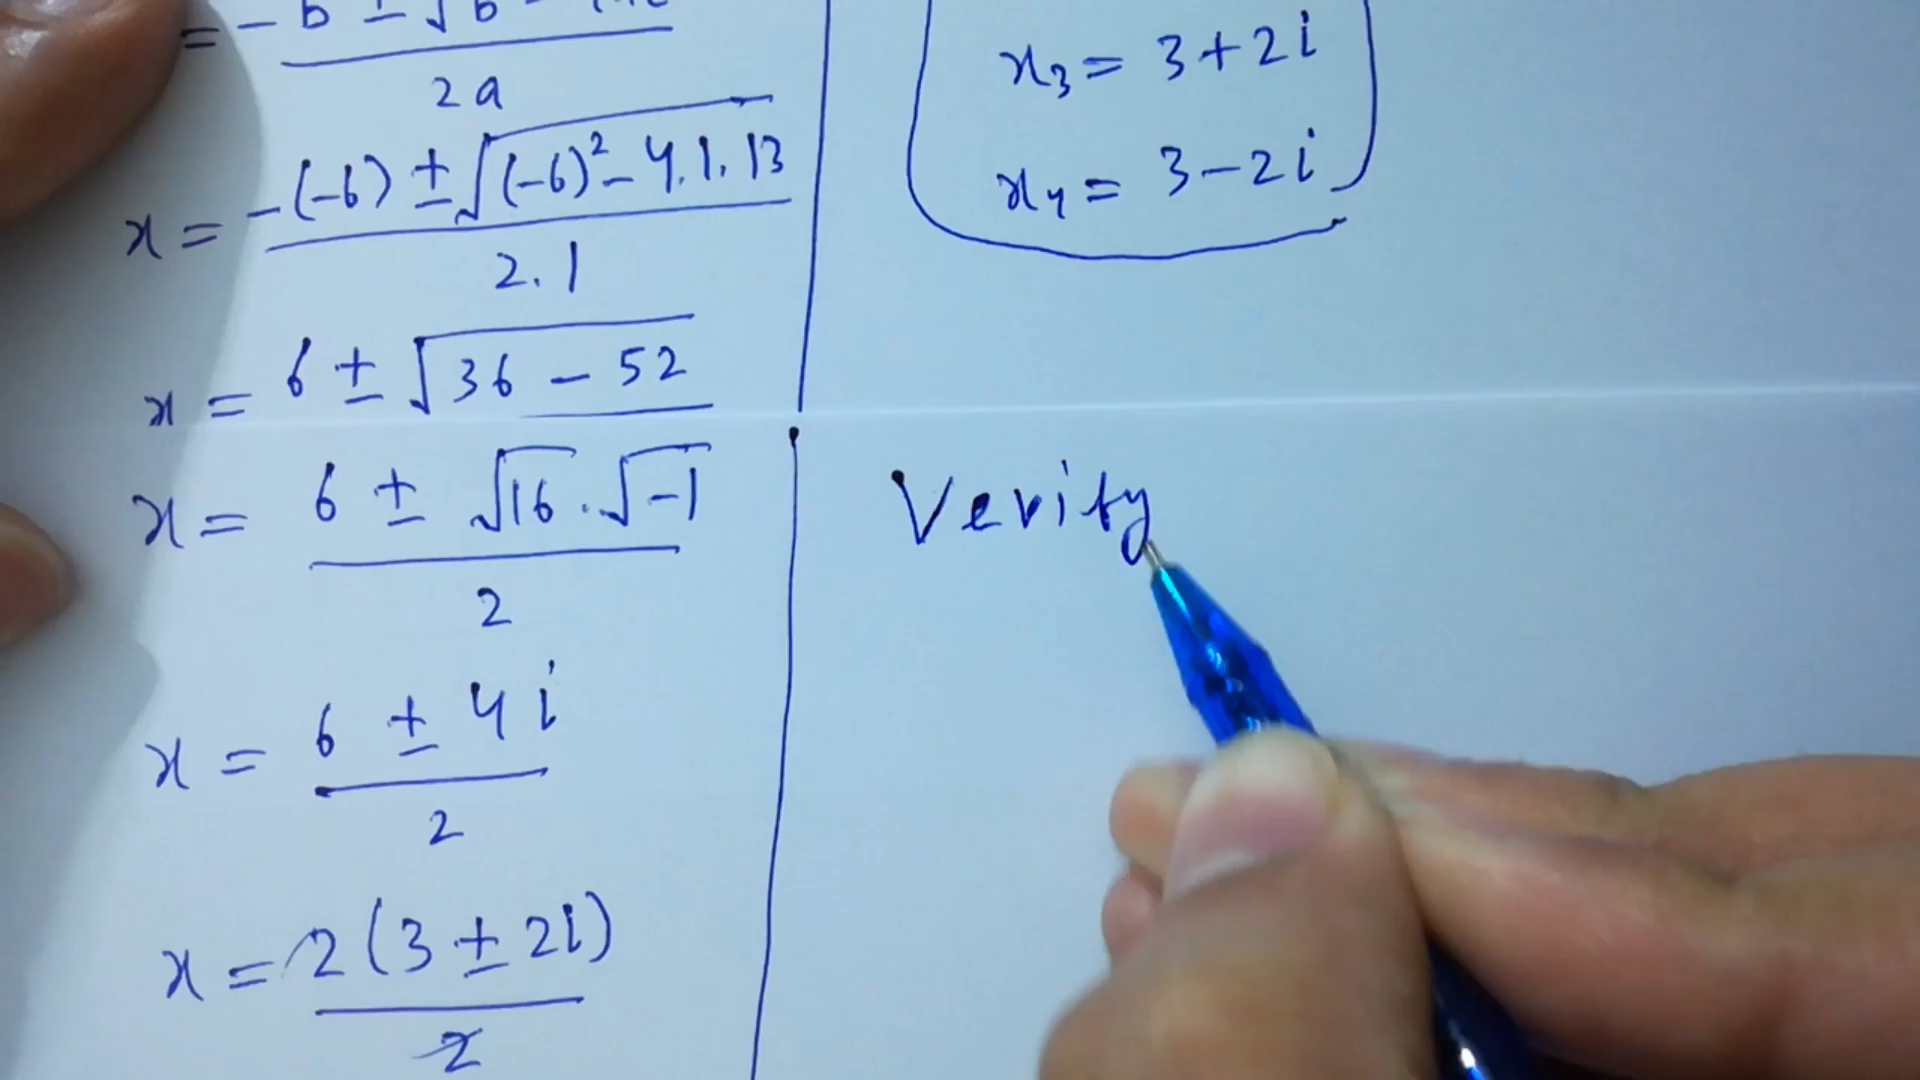 2a
x = -(-6) ± √(-6)² - 4.1.13
2.1
x = 6 ± √36 - 52
x = 6 ± √16 . √-1
2
x = 6 ± 4i
2
x = 2(3 ± 2i)
2
x₃ = 3 + 2i
x₄ = 3 - 2i
Verify